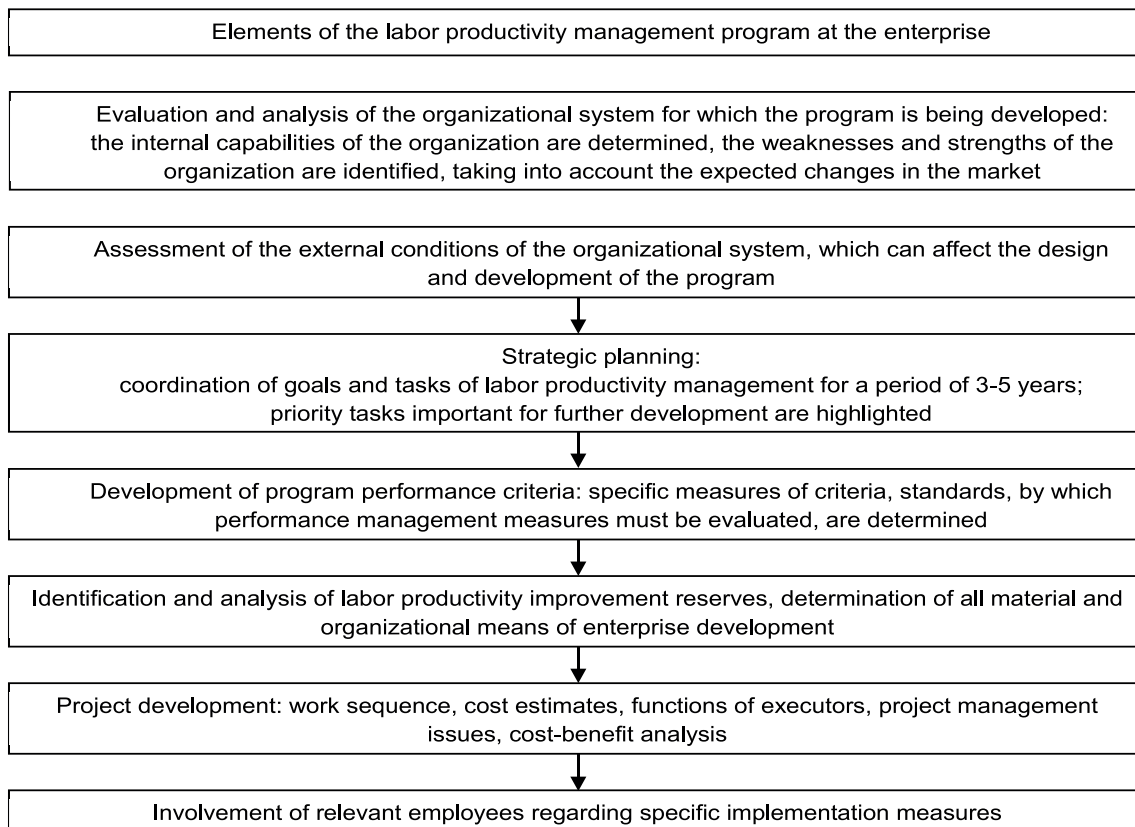 Elements of the labor productivity management program at the enterprise
Evaluation and analysis of the organizational system for which the program is being developed:
the internal capabilities of the organization are determined, the weaknesses and strengths of the
organization are identified, taking into account the expected changes in the market
Assessment of the external conditions of the organizational system, which can affect the design
and development of the program
Strategic planning:
coordination of goals and tasks of labor productivity management for a period of 3-5 years;
priority tasks important for further development are highlighted
Development of program performance criteria: specific measures of criteria, standards, by which
performance management measures must be evaluated, are determined
Identification and analysis of labor productivity improvement reserves, determination of all material and
organizational means of enterprise development
Project development: work sequence, cost estimates, functions of executors, project management
issues, cost-benefit analysis
Involvement of relevant employees regarding specific implementation measures